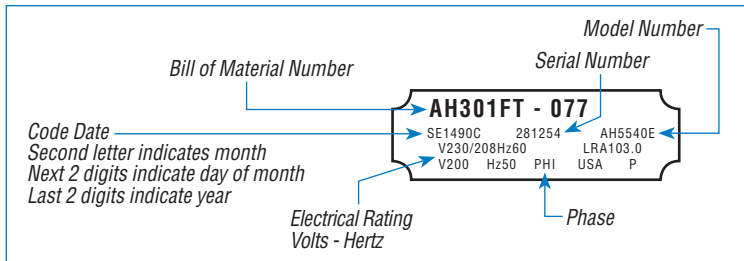 Model Number
Serial Number
Bill of Material Number
AH301FT - 077
Code Date
Second letter indicates month
Next 2 digits indicate day of month
Last 2 digits indicate year
SE1490C 281254 AH5540E
V230/208Hz60 LRA103.0
V200 Hz50 PHI USA P
Electrical Rating
Volts - Hertz
Phase